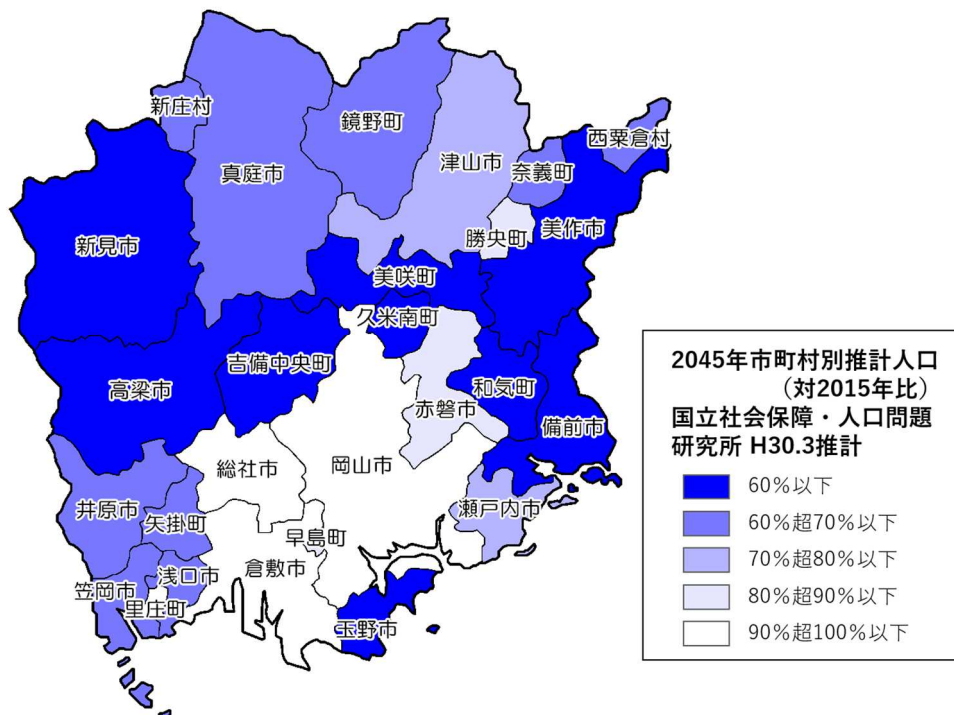 新庄村
鏡野町
西粟倉村
津山市
奈義町
真庭市
勝央町
美作市
新見市
美咲町
久米南町
吉備中央町
和気町
高梁市
赤磐市
備前市
総社市
岡山市
井原市
瀬戸内市
矢掛町
早島町
浅口市
倉敷市
笠岡市
里庄町
玉野市
2045年市町村別推計人口
（対2015年比）
国立社会保障・人口問題
研究所 H30.3推計
60%以下
60%超70%以下
70%超80%以下
80%超90%以下
90%超100%以下